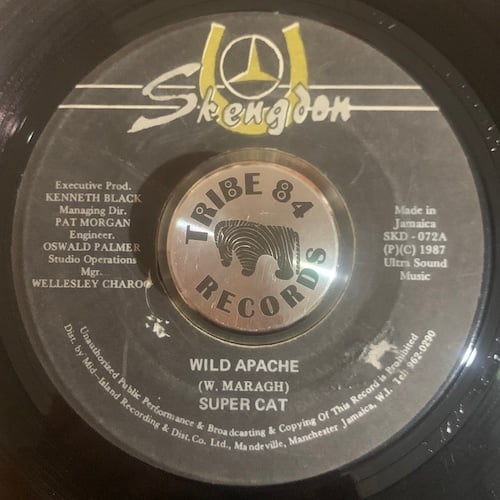 Skengdon
Executive Prod.
KENNETH BLACK
Managing Dir.
PAT MORGAN
Engineer.
OSWALD PALMER
Studio Operations
Mgr.
WELLESLEY CHAROO
TRIBE 84
RECORDS
Made in
Jamaica
SKD - 072A
(P)(C) 1987
Ultra Sound
Music
WILD APACHE
(W. MARAGH)
SUPER CAT
Unauthorized Public Performance & Broadcasting & Copying Of This Record is Prohibited
Dist. by Mid-Island Recording & Dist. Co. Ltd., Mandeville, Manchester Jamaica, W.I. Tel: 962-0290